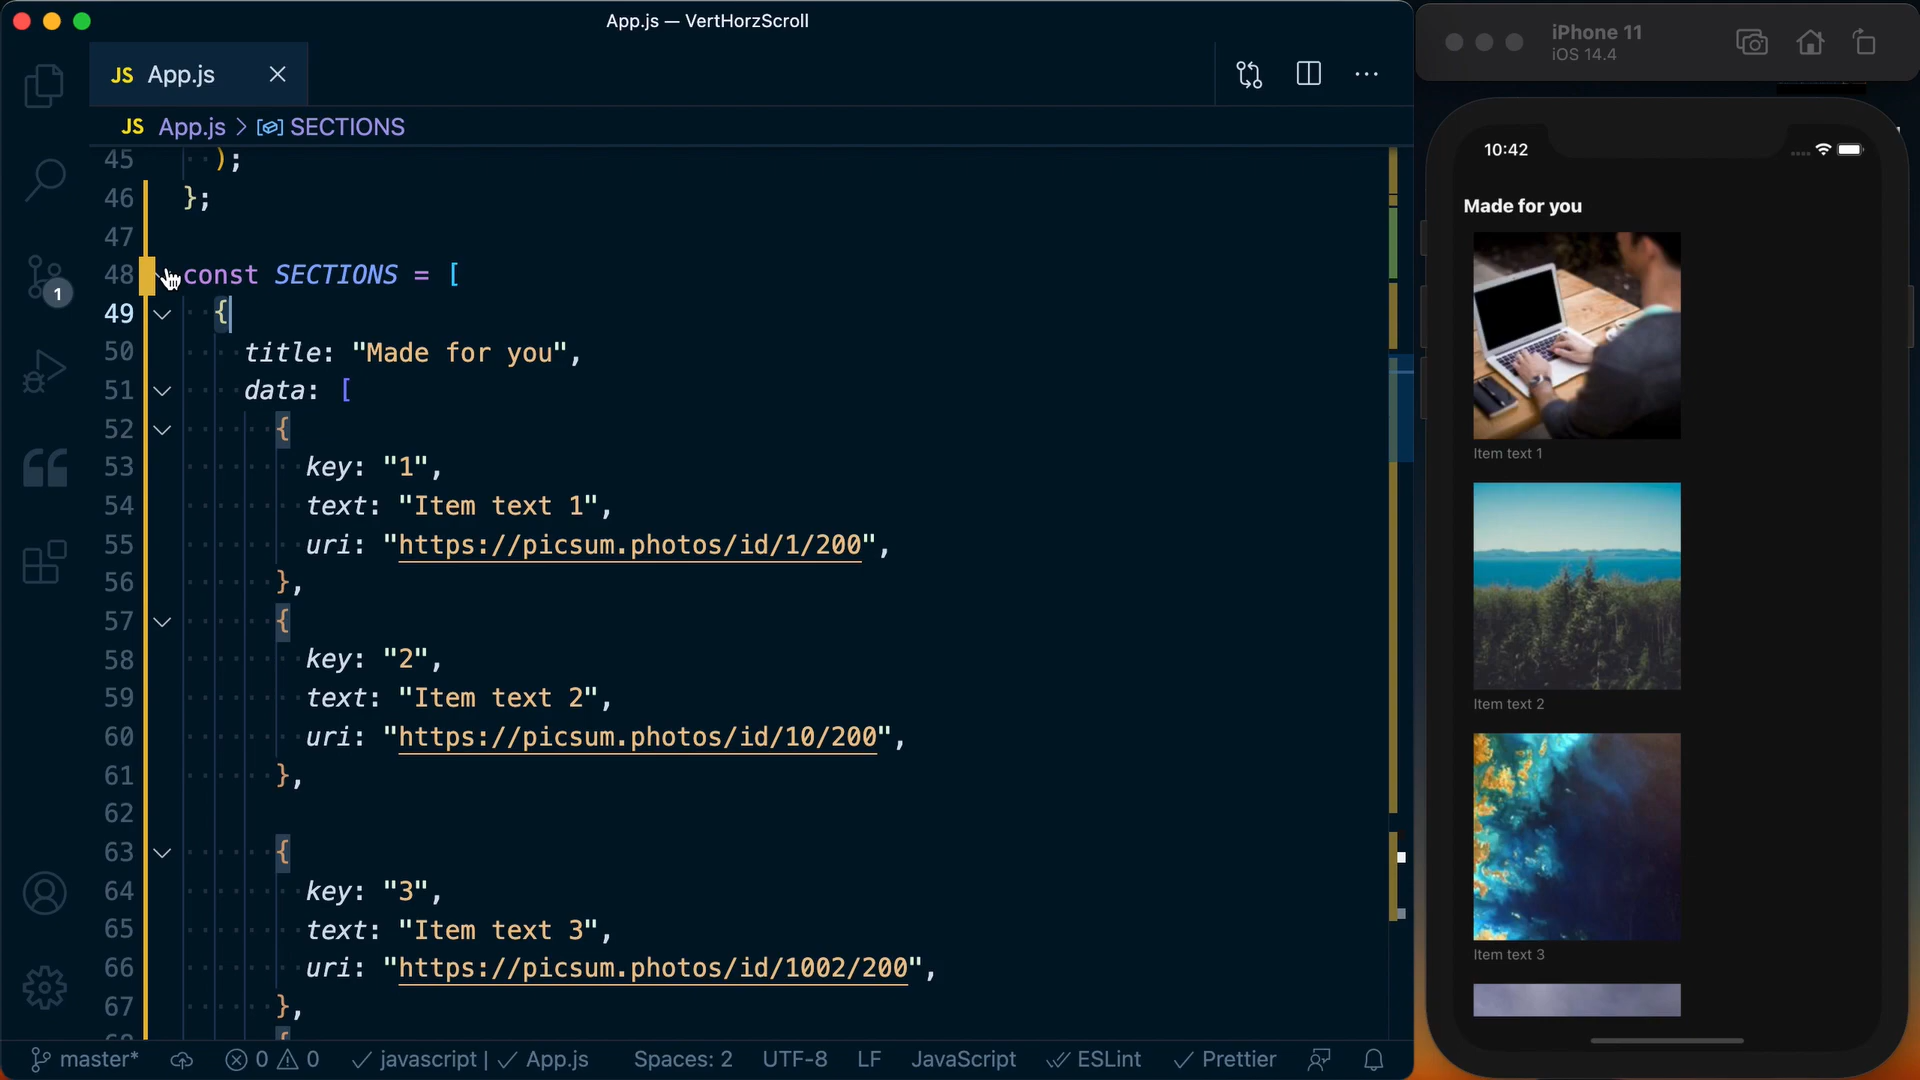 App.js — VertHorzScroll
JS App.js
JS App.js > SECTIONS
45 );
46 };
47
48 const SECTIONS = [
49 {
50 title: "Made for you",
51 data: [
52 {
53 key: "1",
54 text: "Item text 1",
55 uri: "https://picsum.photos/id/1/200",
56 },
57 {
58 key: "2",
59 text: "Item text 2",
60 uri: "https://picsum.photos/id/10/200",
61 },
62
63 {
64 key: "3",
65 text: "Item text 3",
66 uri: "https://picsum.photos/id/1002/200",
67 },
1
master* 0 0 javascript | App.js Spaces: 2 UTF-8 LF JavaScript ESLint Prettier
iPhone 11
iOS 14.4
10:42
Made for you
Item text 1
Item text 2
Item text 3